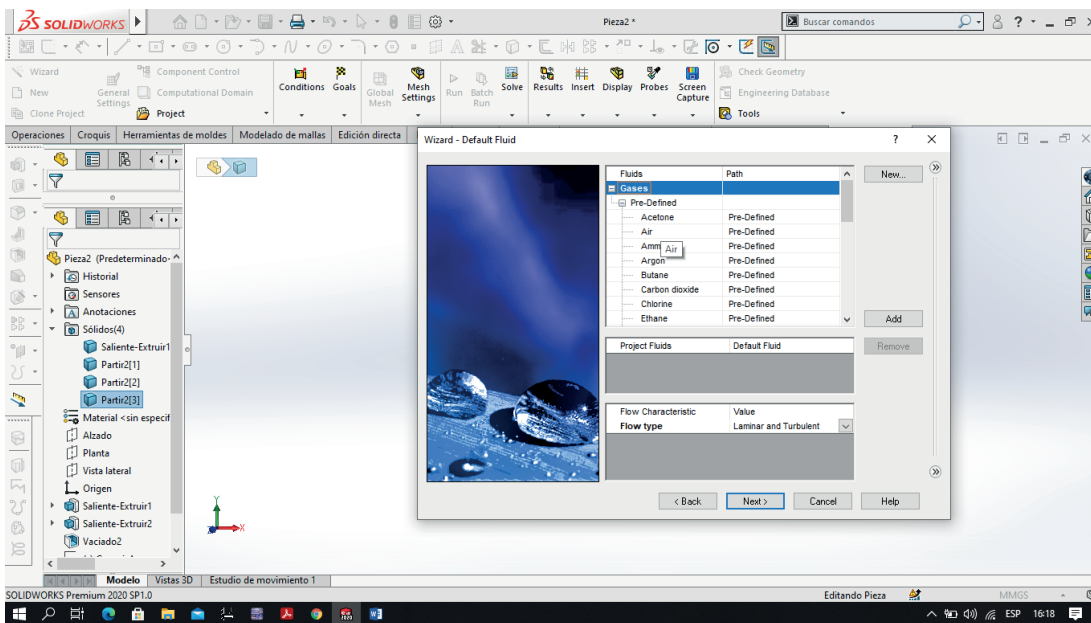 SOLIDWORKS
Pieza2 *
Buscar comandos
Wizard
New
Clone Project
General Settings
Component Control
Computational Domain
Project
Conditions
Goals
Global Mesh
Mesh Settings
Run
Batch Run
Solve
Results
Insert
Display
Probes
Screen Capture
Check Geometry
Engineering Database
Tools
Operaciones
Croquis
Herramientas de moldes
Modelado de mallas
Edición directa
Pieza2 (Predeterminado-
Historial
Sensores
Anotaciones
Sólidos(4)
Saliente-Extruir1
Partir2[1]
Partir2[2]
Partir2[3]
Material <sin especif
Alzado
Planta
Vista lateral
Origen
Saliente-Extruir1
Saliente-Extruir2
Vaciado2
Y
X
Wizard - Default Fluid
? ×
Fluids Path
Gases
Pre-Defined
Acetone Pre-Defined
Air Pre-Defined
Amm Pre-Defined
Air
Argon Pre-Defined
Butane Pre-Defined
Carbon dioxide Pre-Defined
Chlorine Pre-Defined
Ethane Pre-Defined
New...
Add
Remove
Project Fluids Default Fluid
Flow Characteristic Value
Flow type Laminar and Turbulent
< Back
Next >
Cancel
Help
Modelo
Vistas 3D
Estudio de movimiento 1
SOLIDWORKS Premium 2020 SP1.0
Editando Pieza
MMGS
ESP
16:18